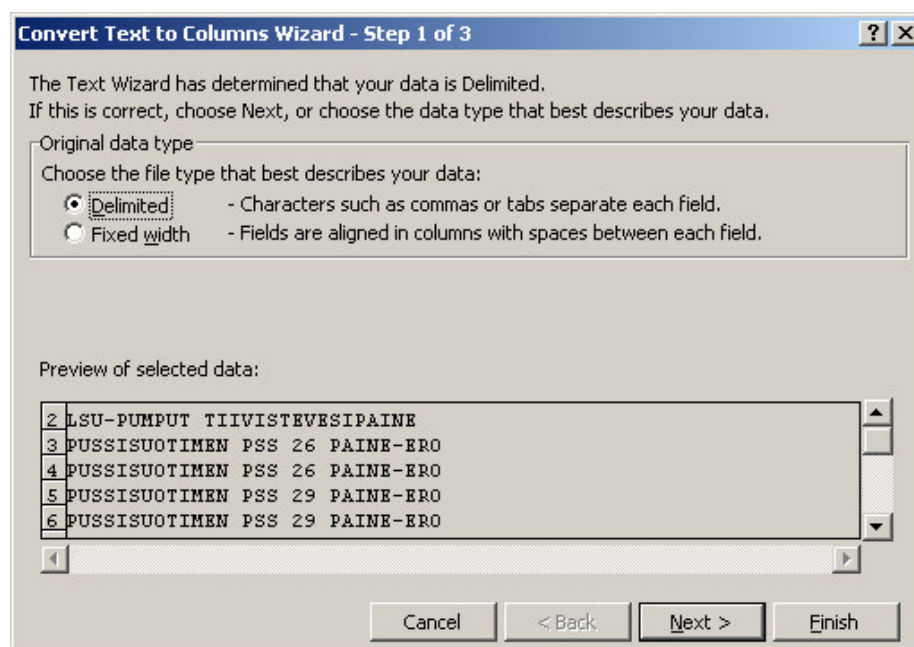 Convert Text to Columns Wizard - Step 1 of 3 ? X
The Text Wizard has determined that your data is Delimited.
If this is correct, choose Next, or choose the data type that best describes your data.
Original data type
Choose the file type that best describes your data:
Delimited - Characters such as commas or tabs separate each field.
Fixed width - Fields are aligned in columns with spaces between each field.
Preview of selected data:
2 LSU-PUMPUT TIIVISTEVESIPAINE
3 PUSSISUOTIMEN PSS 26 PAINE-ERO
4 PUSSISUOTIMEN PSS 26 PAINE-ERO
5 PUSSISUOTIMEN PSS 29 PAINE-ERO
6 PUSSISUOTIMEN PSS 29 PAINE-ERO
Cancel < Back Next > Finish